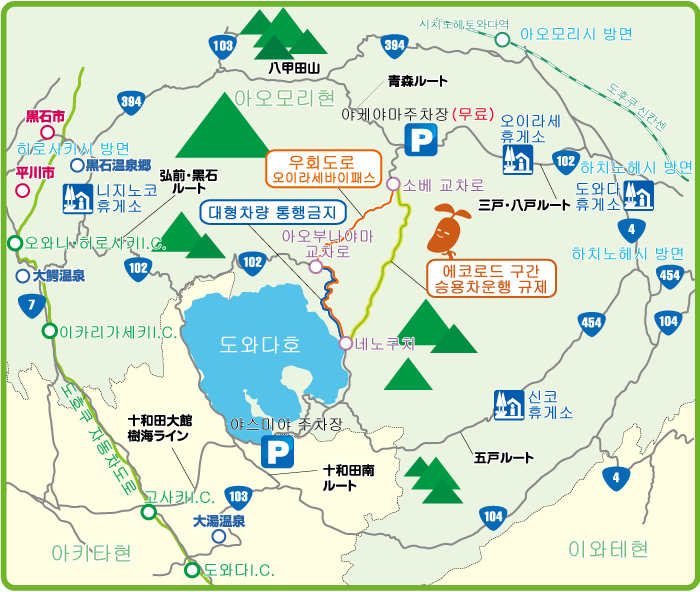 시치노헤토와다역
아오모리시 방면
도후쿠 신칸센
103
394
八甲田山
青森ルート
394
아오모리현
야케야마주차장(무료)
P
오이라세
휴게소
黒石市
히로사키시 방면
黒石温泉郷
平川市
니지노코
휴게소
弘前・黒石
ルート
우회도로
오이라세바이패스
102
하치노헤시 방면
소베 교차로
도와다
휴게소
三戸・八戸ルート
대형차량 통행금지
오와니・히로사키I.C.
아오부나야마
교차로
4
하치노헤시 방면
102
102
大鰐温泉
에코로드 구간
승용차운행 규제
454
7
이카리가세키I.C.
454
104
도와다호
네노쿠치
신코
휴게소
도호쿠 자동차도로
十和田大館
樹海ライン
야스미야 주차장
P
五戸ルート
十和田南
ルート
4
고사카I.C.
103
大湯温泉
104
아키타현
이와테현
도와다I.C.